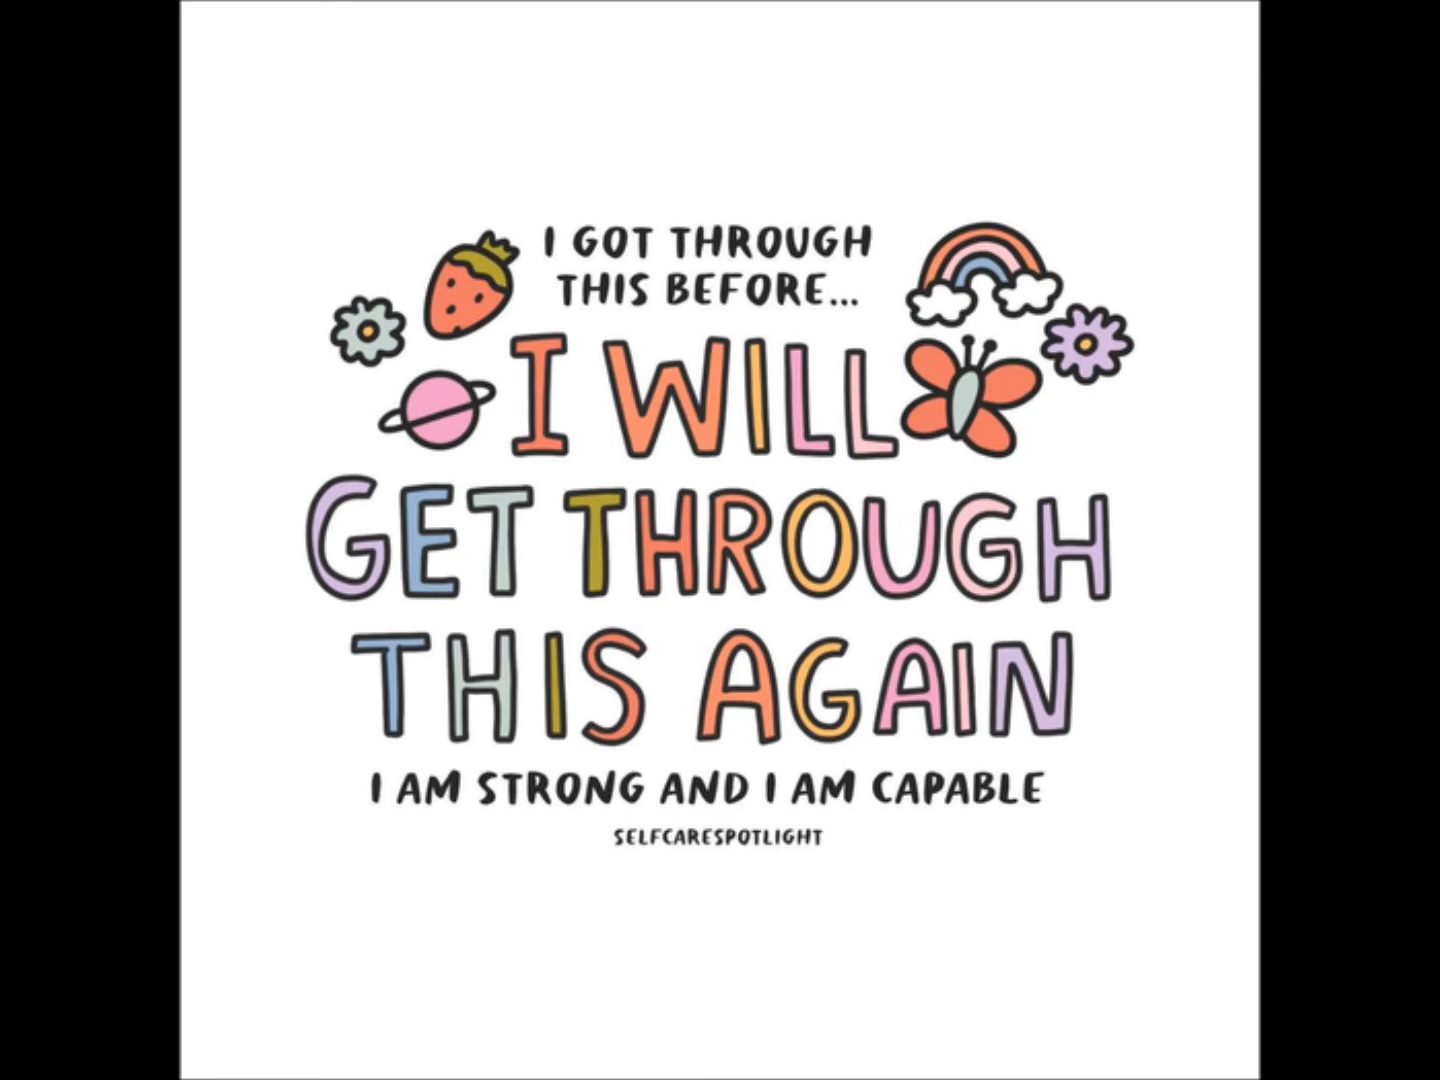 I GOT THROUGH
THIS BEFORE...
I WILL
GET THROUGH
THIS AGAIN
I AM STRONG AND I AM CAPABLE
SELFCARESPOTLIGHT